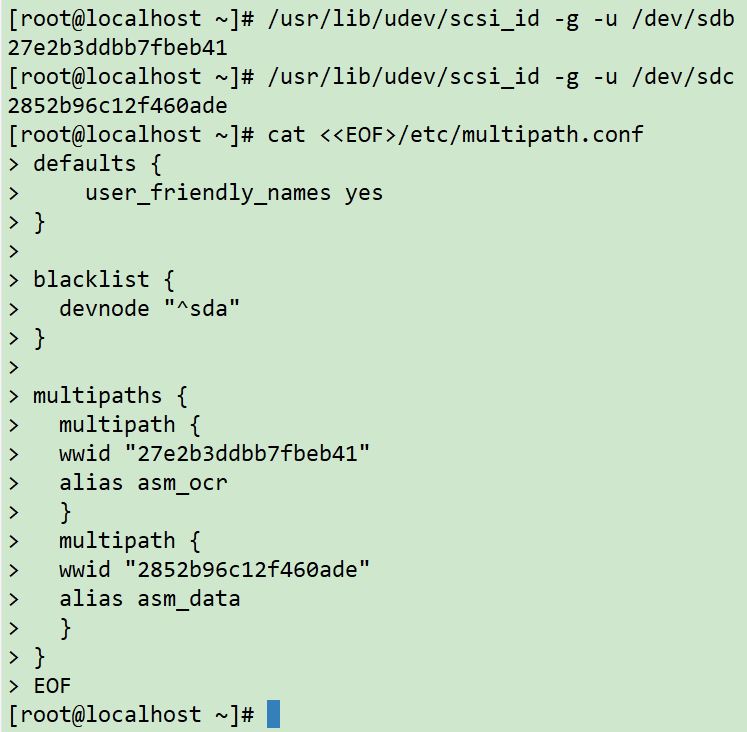 [root@localhost ~]# /usr/lib/udev/scsi_id -g -u /dev/sdb
27e2b3ddbb7fbeb41
[root@localhost ~]# /usr/lib/udev/scsi_id -g -u /dev/sdc
2852b96c12f460ade
[root@localhost ~]# cat <<EOF>/etc/multipath.conf
> defaults {
>     user_friendly_names yes
> }
>
> blacklist {
>   devnode "^sda"
> }
>
> multipaths {
>   multipath {
>   wwid "27e2b3ddbb7fbeb41"
>   alias asm_ocr
>   }
>   multipath {
>   wwid "2852b96c12f460ade"
>   alias asm_data
>   }
> }
> EOF
[root@localhost ~]#